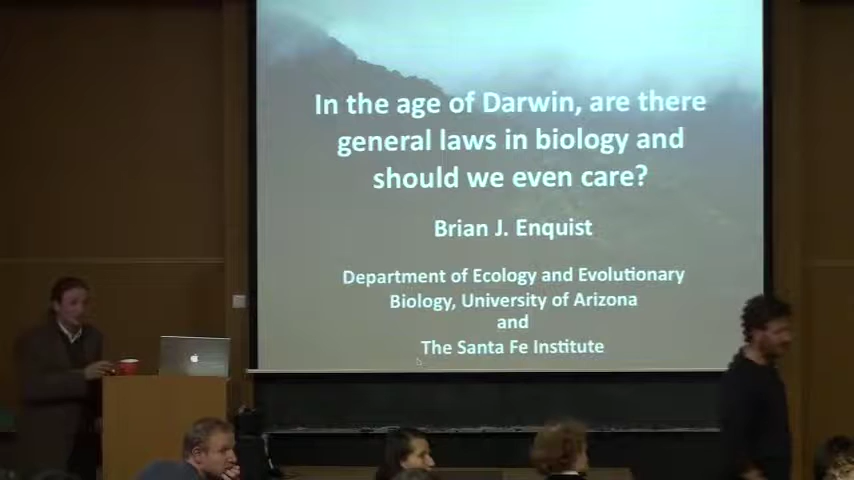 In the age of Darwin, are there
general laws in biology and
should we even care?
Brian J. Enquist
Department of Ecology and Evolutionary
Biology, University of Arizona
and
The Santa Fe Institute